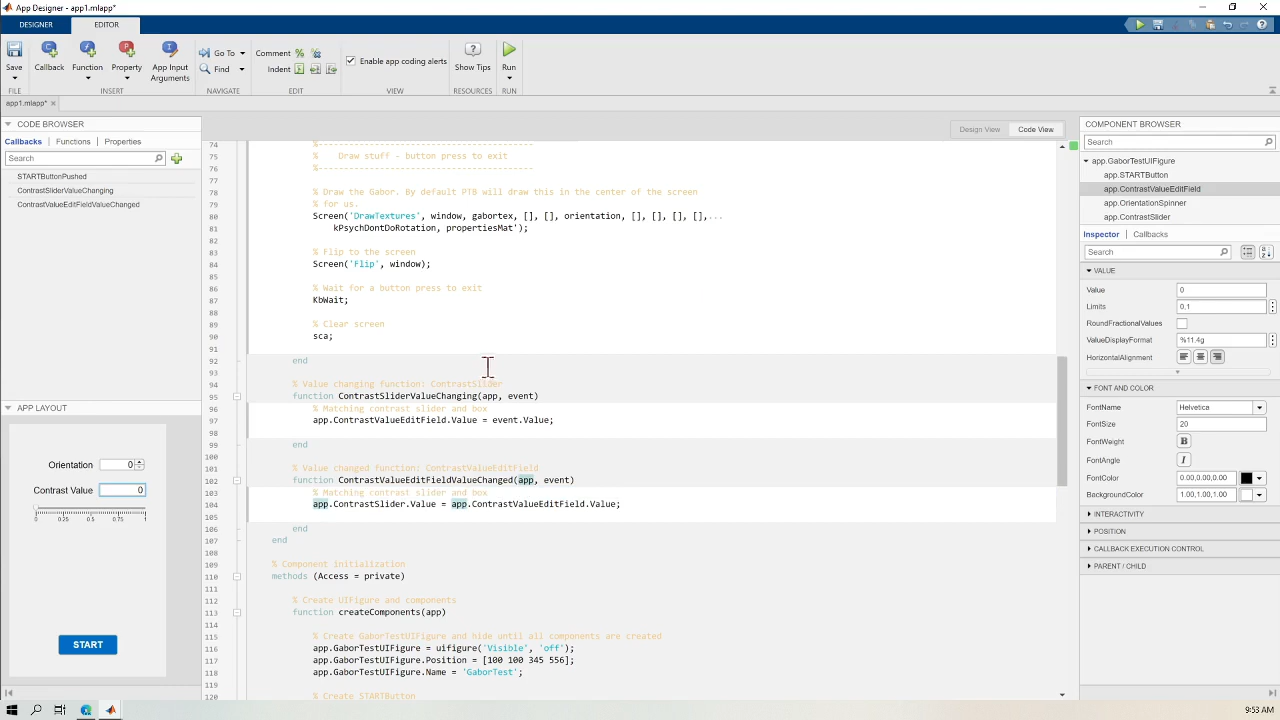 App Designer - app1.mlapp*
DESIGNER
EDITOR
Save
Callback
Function
Property
App Input
Arguments
Go To
Find
Comment
Indent
Enable app coding alerts
Show Tips
Run
FILE
INSERT
NAVIGATE
EDIT
VIEW
RESOURCES
RUN
app1.mlapp*
CODE BROWSER
Callbacks
Functions
Properties
Search
STARTButtonPushed
ContrastSliderValueChanging
ContrastValueEditFieldValueChanged
APP LAYOUT
Orientation 0
Contrast Value 0
0 0.25 0.5 0.75 1
START
Design View
Code View
74 %------------------------------------------
75 % Draw stuff - button press to exit
76 %------------------------------------------
77
78 % Draw the Gabor. By default PTB will draw this in the center of the screen
79 % for us.
80 Screen('DrawTextures', window, gabortex, [], [], orientation, [], [], [], [],...
81 kPsychDontDoRotation, propertiesMat');
82
83 % Flip to the screen
84 Screen('Flip', window);
85
86 % Wait for a button press to exit
87 KbWait;
88
89 % Clear screen
90 sca;
91
92 end
93
94 % Value changing function: ContrastSlider
95 function ContrastSliderValueChanging(app, event)
96 % Matching contrast slider and box
97 app.ContrastValueEditField.Value = event.Value;
98
99 end
100
101 % Value changed function: ContrastValueEditField
102 function ContrastValueEditFieldValueChanged(app, event)
103 % Matching contrast slider and box
104 app.ContrastSlider.Value = app.ContrastValueEditField.Value;
105
106 end
107 end
108
109 % Component initialization
110 methods (Access = private)
111
112 % Create UIFigure and components
113 function createComponents(app)
114
115 % Create GaborTestUIFigure and hide until all components are created
116 app.GaborTestUIFigure = uifigure('Visible', 'off');
117 app.GaborTestUIFigure.Position = [100 100 345 556];
118 app.GaborTestUIFigure.Name = 'GaborTest';
119
120 % Create STARTButton
COMPONENT BROWSER
Search
app.GaborTestUIFigure
app.STARTButton
app.ContrastValueEditField
app.OrientationSpinner
app.ContrastSlider
Inspector
Callbacks
Search
VALUE
Value 0
Limits 0,1
RoundFractionalValues
ValueDisplayFormat %11.4g
HorizontalAlignment
FONT AND COLOR
FontName Helvetica
FontSize 20
FontWeight B
FontAngle I
FontColor 0.00,0.00,0.00
BackgroundColor 1.00,1.00,1.00
INTERACTIVITY
POSITION
CALLBACK EXECUTION CONTROL
PARENT / CHILD
9:53 AM